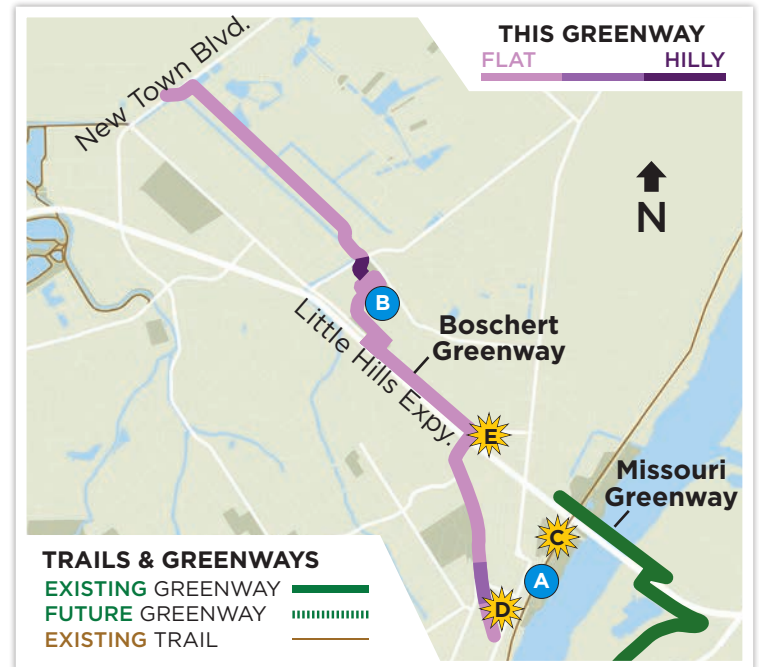 THIS GREENWAY
FLAT HILLY
New Town Blvd.
N
B
Little Hills Expy.
Boschert
Greenway
E
Missouri
Greenway
C
A
D
TRAILS & GREENWAYS
EXISTING GREENWAY
FUTURE GREENWAY
EXISTING TRAIL